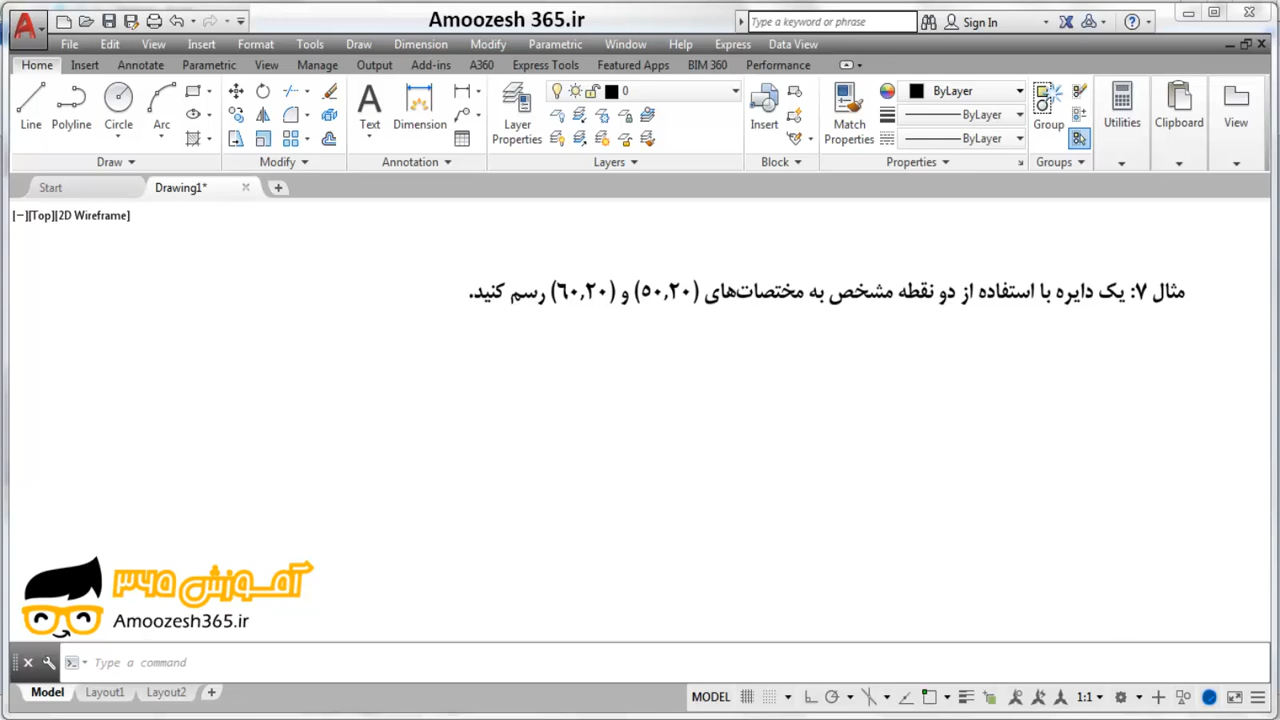 Amoozesh 365.ir
Type a keyword or phrase
Sign In
File Edit View Insert Format Tools Draw Dimension Modify Parametric Window Help Express Data View
Home Insert Annotate Parametric View Manage Output Add-ins A360 Express Tools Featured Apps BIM 360 Performance
Line Polyline Circle Arc
Text Dimension
Layer Properties
0
Insert
Match Properties
ByLayer
ByLayer
ByLayer
Group
Utilities
Clipboard
View
Draw Modify Annotation Layers Block Properties Groups
Start Drawing1*
[−][Top][2D Wireframe]
مثال ۷: یک دایره با استفاده از دو نقطه مشخص به مختصات‌های (۵۰,۲۰) و (۶۰,۲۰) رسم کنید.
آموزش ۳۶۵
Amoozesh365.ir
Type a command
Model Layout1 Layout2
MODEL 1:1